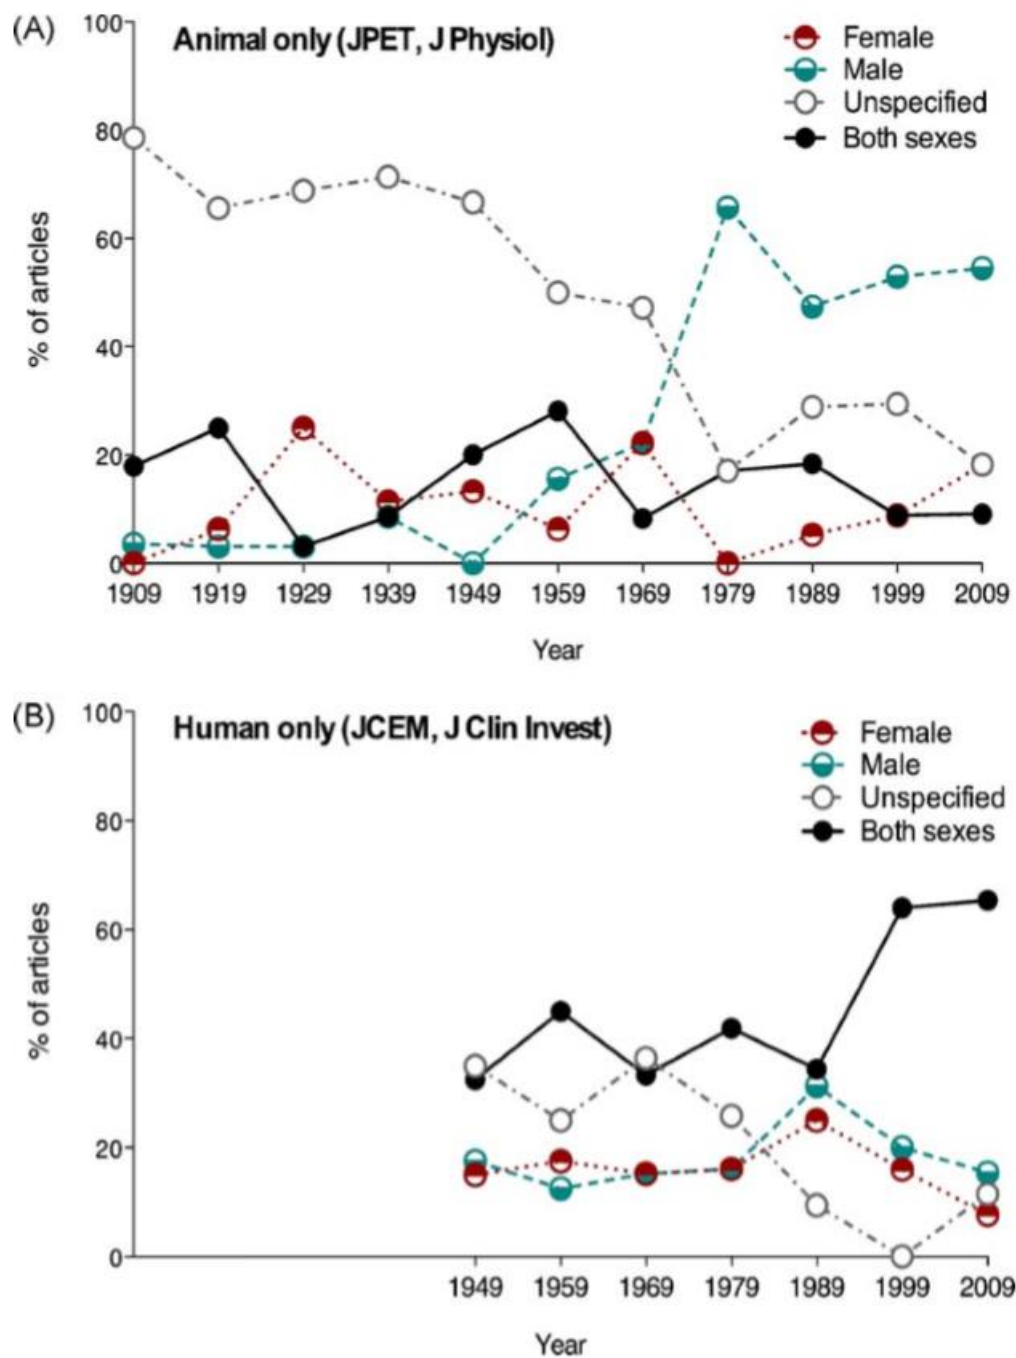 (A)
Animal only (JPET, J Physiol)
Female
Male
Unspecified
Both sexes
100
80
60
40
20
0
% of articles
1909 1919 1929 1939 1949 1959 1969 1979 1989 1999 2009
Year
(B)
Human only (JCEM, J Clin Invest)
Female
Male
Unspecified
Both sexes
100
80
60
40
20
0
% of articles
1949 1959 1969 1979 1989 1999 2009
Year